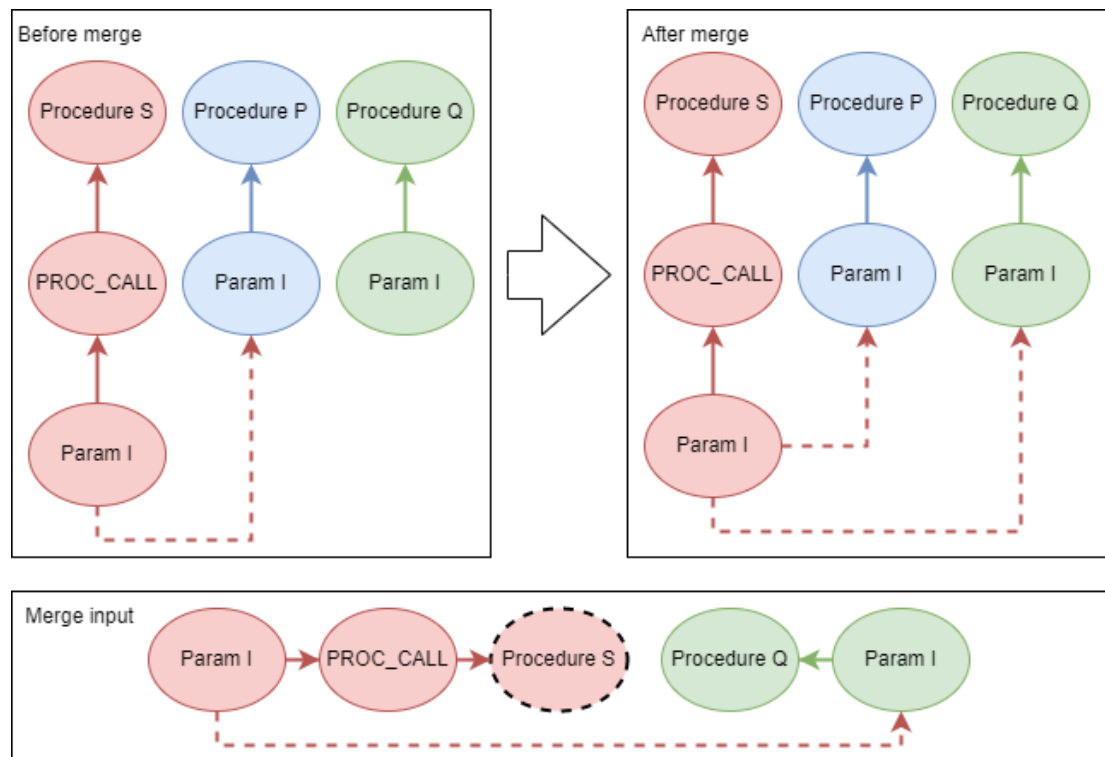 Before merge
Procedure S
Procedure P
Procedure Q
PROC_CALL
Param I
Param I
Param I
After merge
Procedure S
Procedure P
Procedure Q
PROC_CALL
Param I
Param I
Param I
Merge input
Param I
PROC_CALL
Procedure S
Procedure Q
Param I